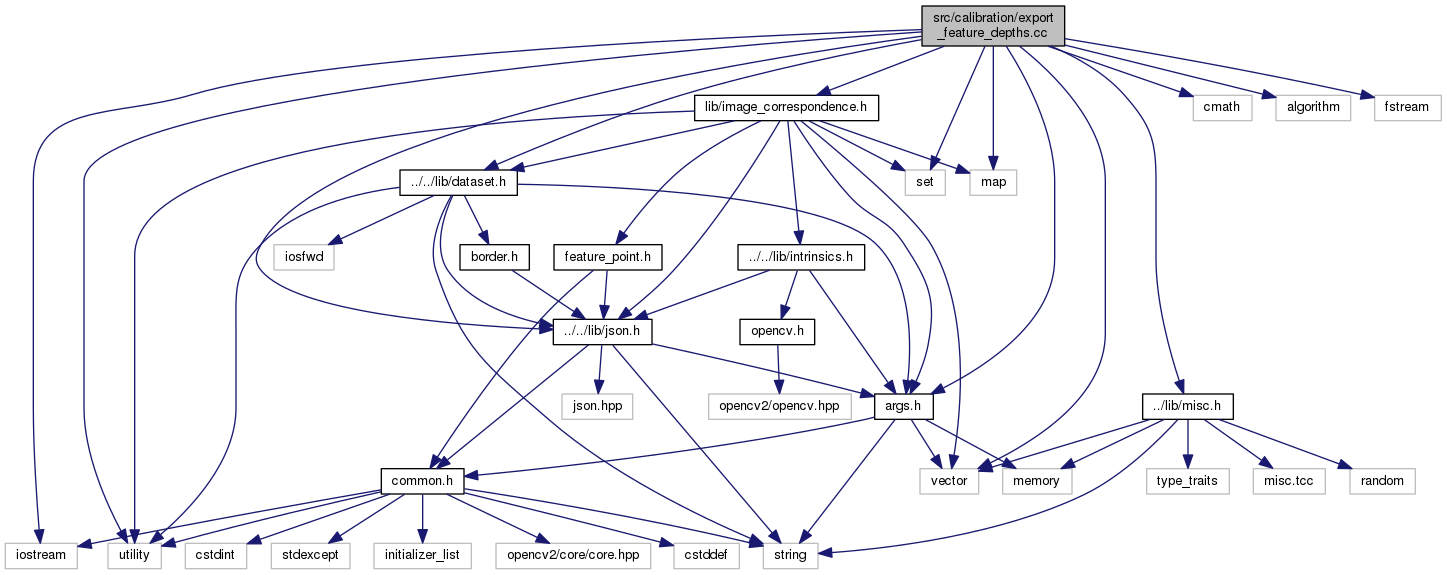 src/calibration/export
_feature_depths.cc
lib/image_correspondence.h
cmath
algorithm
fstream
../../lib/dataset.h
set
map
iosfwd
border.h
feature_point.h
../../lib/intrinsics.h
../../lib/json.h
opencv.h
json.hpp
opencv2/opencv.hpp
args.h
../lib/misc.h
common.h
vector
memory
type_traits
misc.tcc
random
iostream
utility
cstdint
stdexcept
initializer_list
opencv2/core/core.hpp
cstddef
string